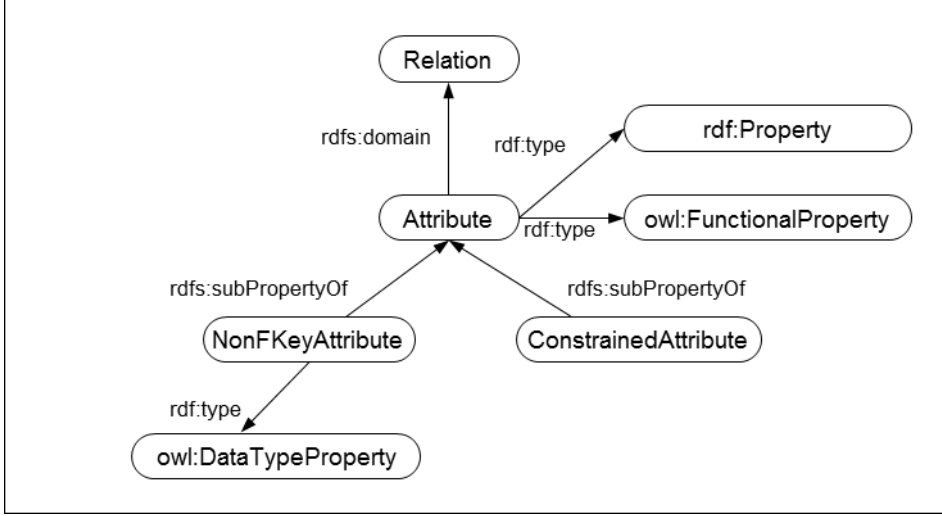 Relation
rdfs:domain
rdf:type
rdf:Property
Attribute
rdf:type
owl:FunctionalProperty
rdfs:subPropertyOf
rdfs:subPropertyOf
NonFKeyAttribute
ConstrainedAttribute
rdf:type
owl:DataTypeProperty